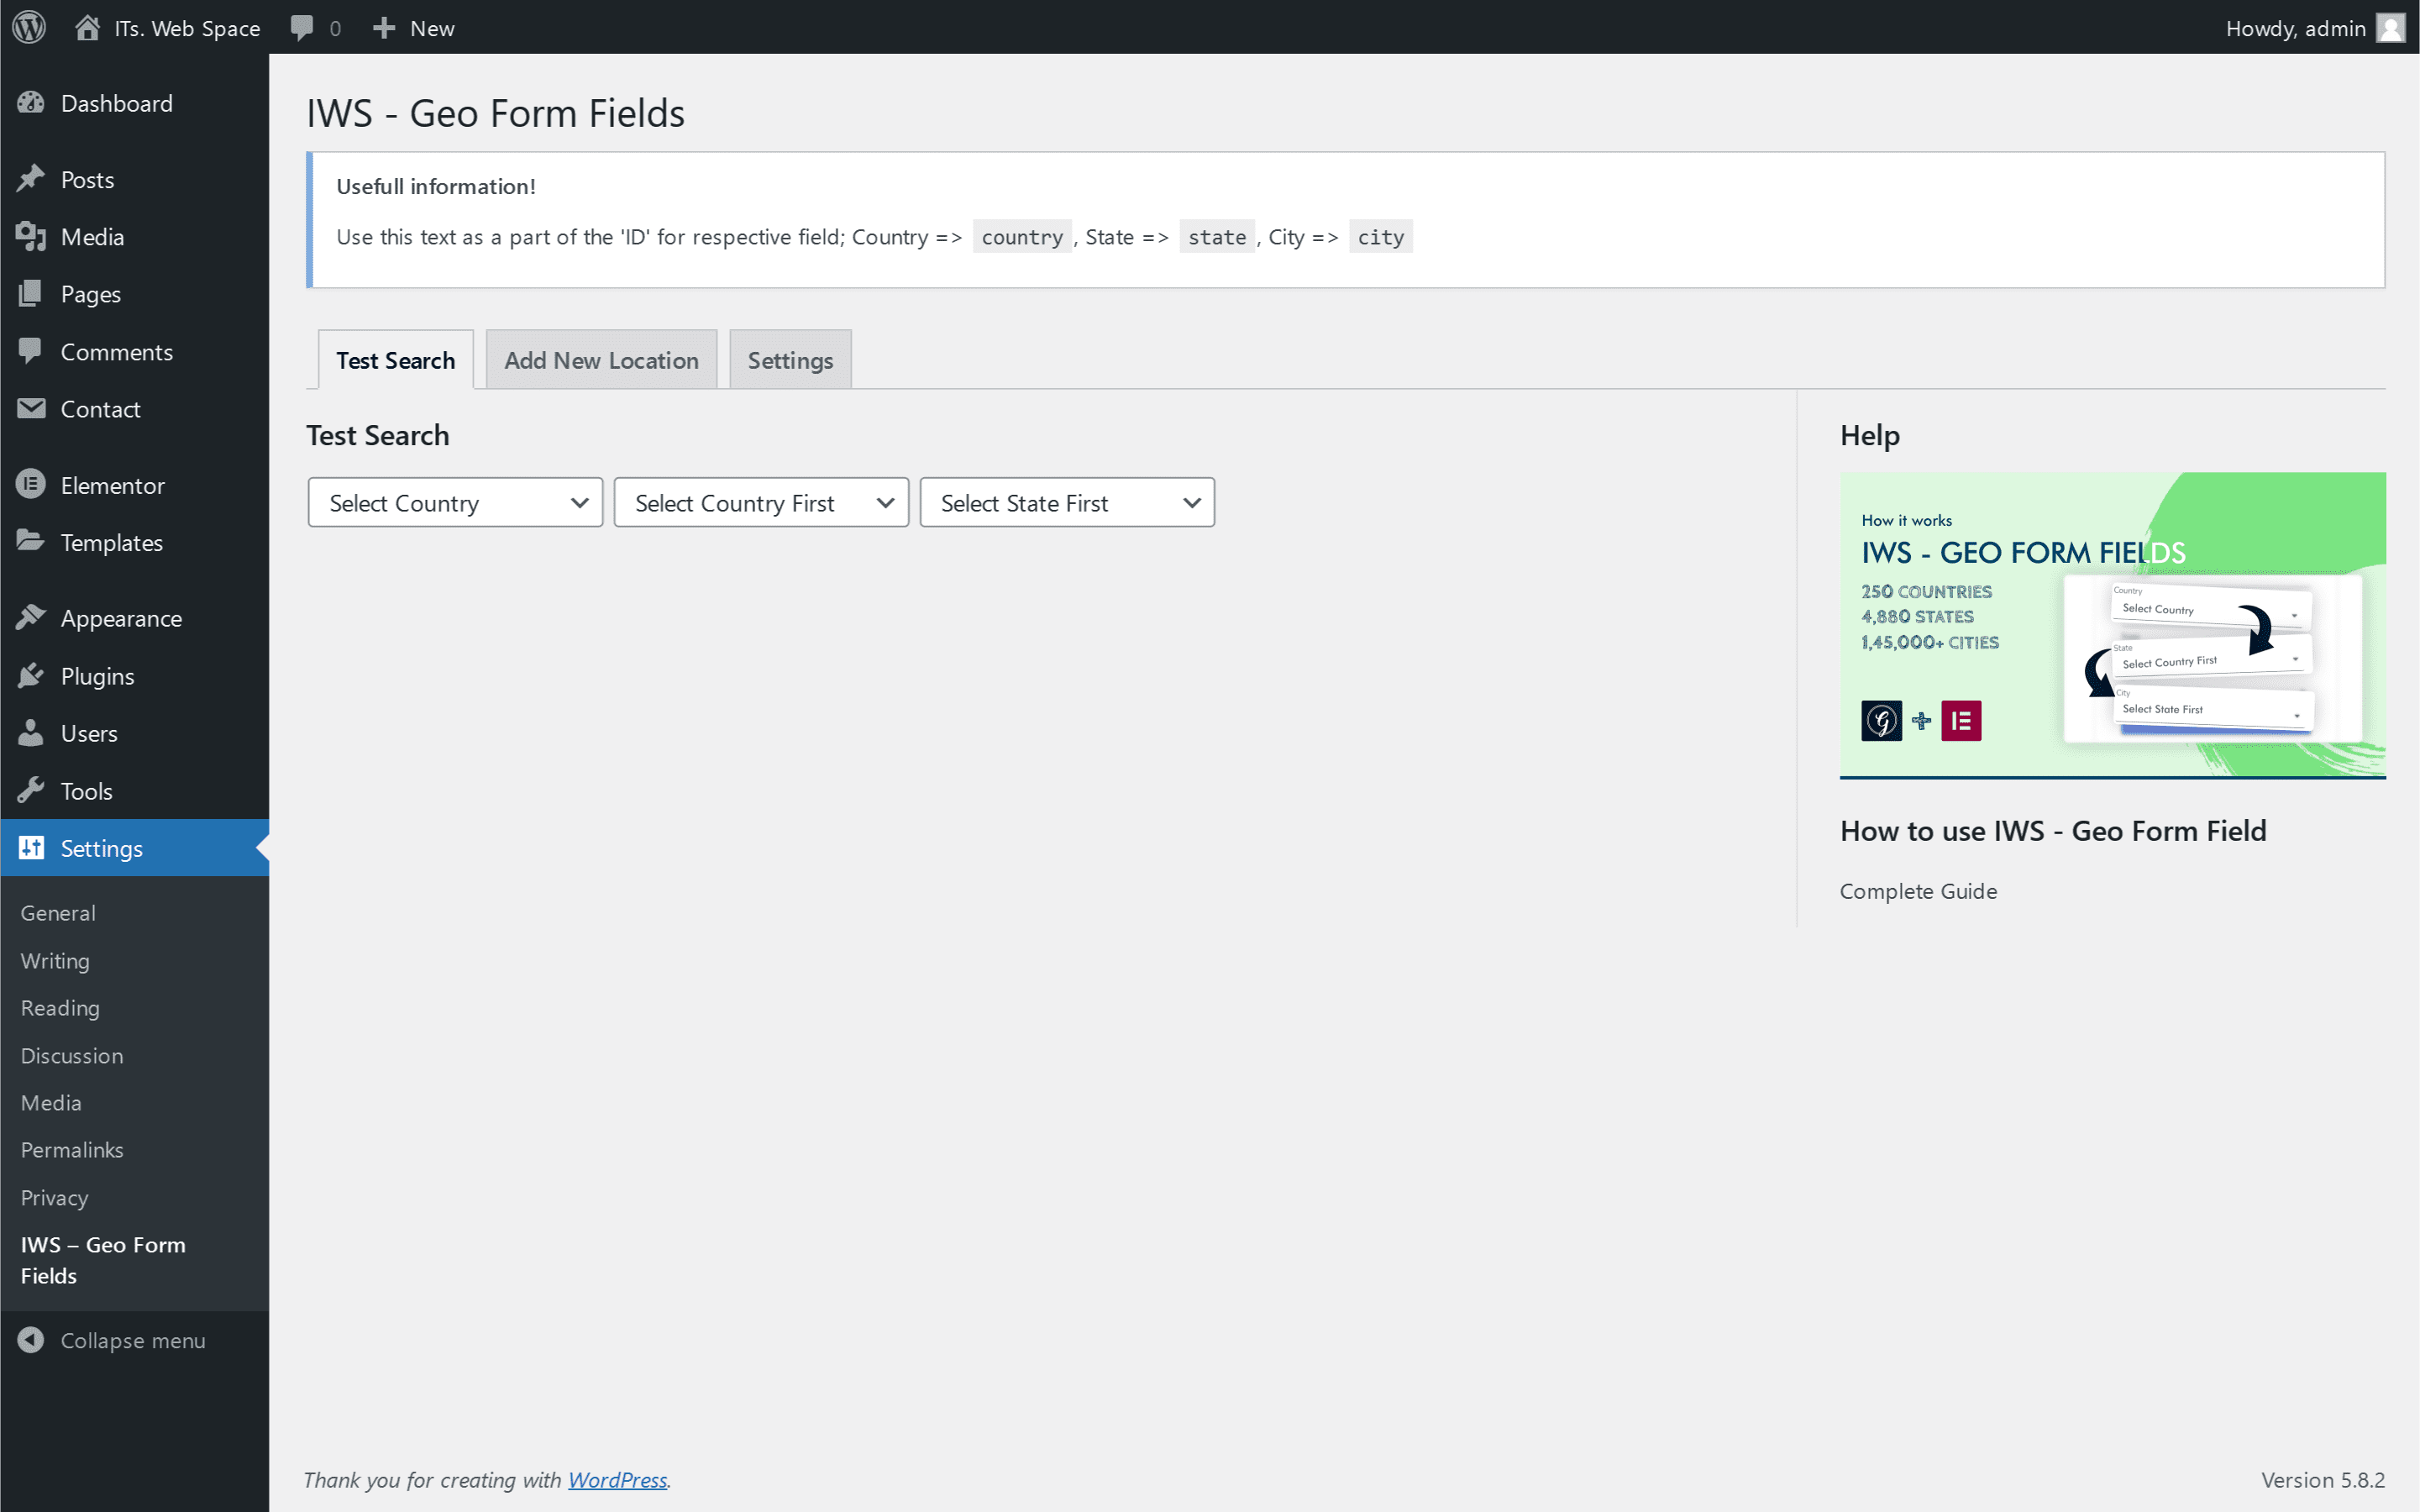 ITs. Web Space 0 New Howdy, admin
Dashboard
Posts
Media
Pages
Comments
Contact
Elementor
Templates
Appearance
Plugins
Users
Tools
Settings
General
Writing
Reading
Discussion
Media
Permalinks
Privacy
IWS – Geo Form
Fields
Collapse menu
IWS - Geo Form Fields
Usefull information!
Use this text as a part of the 'ID' for respective field; Country => country , State => state , City => city
Test Search Add New Location Settings
Test Search
Select Country Select Country First Select State First
Help
How it works
IWS - GEO FORM FIELDS
250 COUNTRIES
4,880 STATES
1,45,000+ CITIES
Country
Select Country
State
Select Country First
City
Select State First
How to use IWS - Geo Form Field
Complete Guide
Thank you for creating with WordPress.
Version 5.8.2